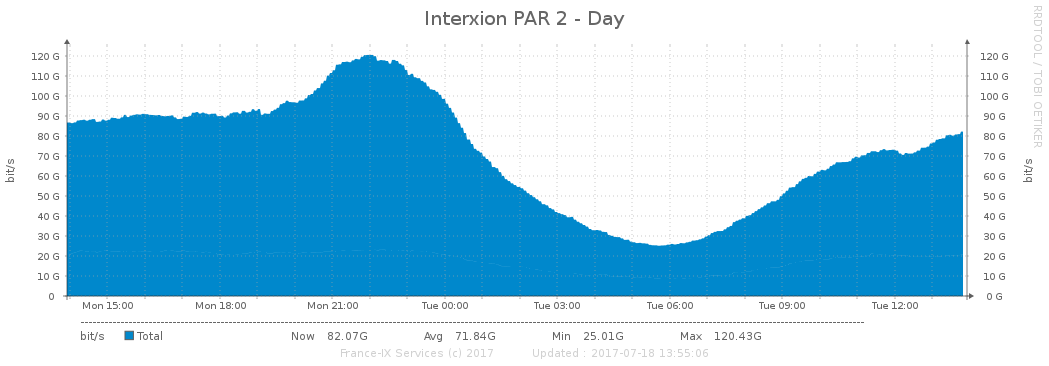 Interxion PAR 2 - Day
RRDTOOL / TOBI OETIKER
bit/s
120 G
110 G
100 G
90 G
80 G
70 G
60 G
50 G
40 G
30 G
20 G
10 G
0
120 G
110 G
100 G
90 G
80 G
70 G
60 G
50 G
40 G
30 G
20 G
10 G
0 G
bit/s
Mon 15:00 Mon 18:00 Mon 21:00 Tue 00:00 Tue 03:00 Tue 06:00 Tue 09:00 Tue 12:00
bit/s Total Now 82.07G Avg 71.84G Min 25.01G Max 120.43G
France-IX Services (c) 2017 Updated : 2017-07-18 13:55:06